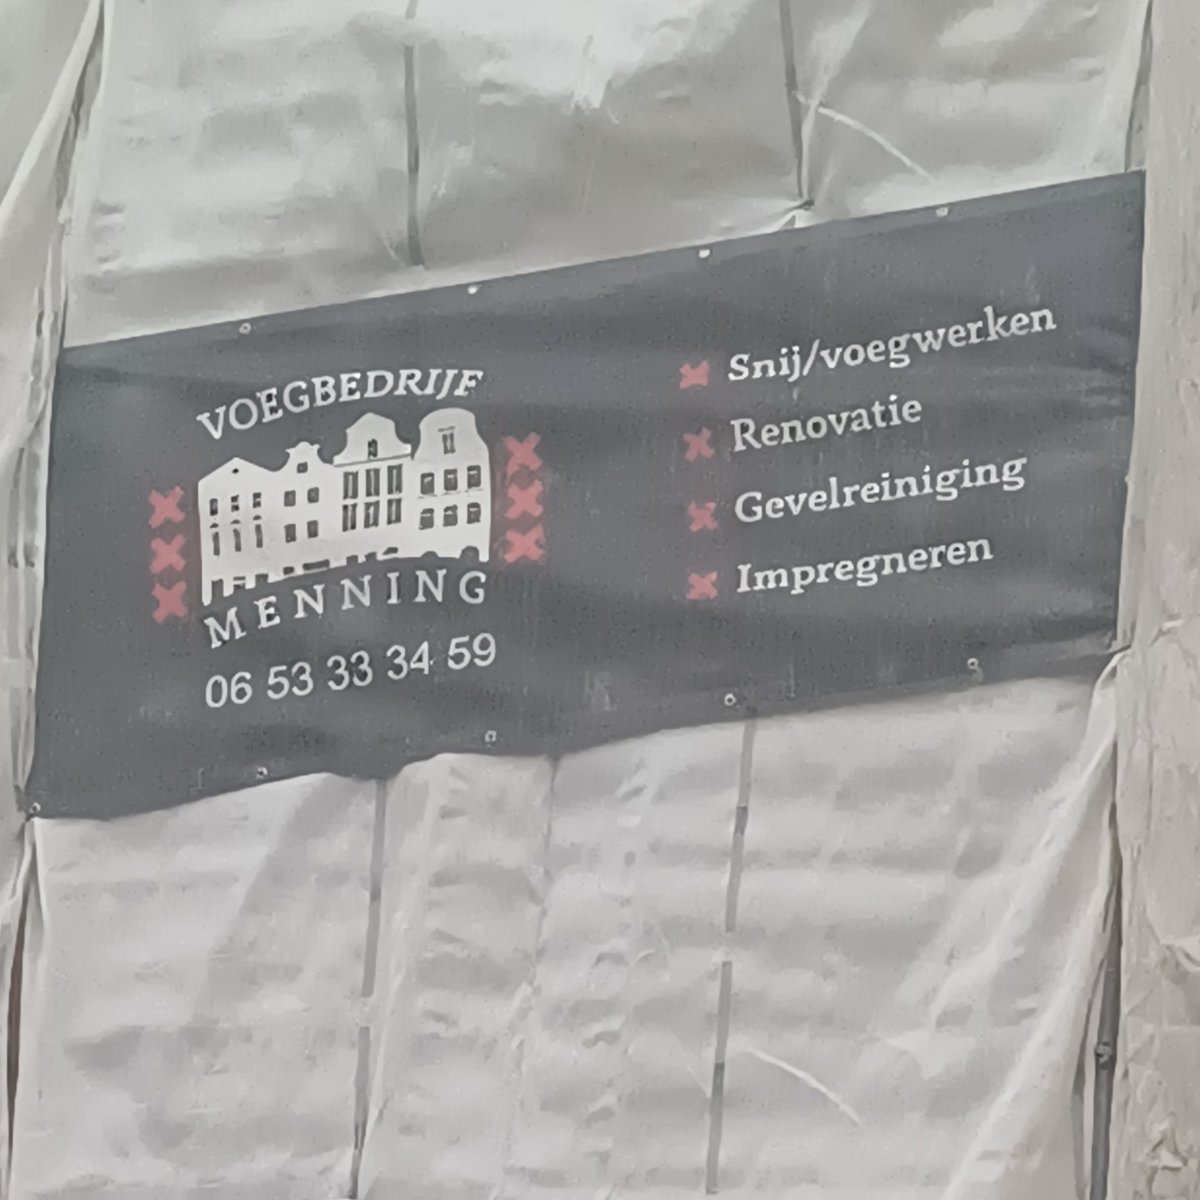 VOEGBEDRIJF
MENNING
06 53 33 34 59
Snij/voegwerken
Renovatie
Gevelreiniging
Impregneren